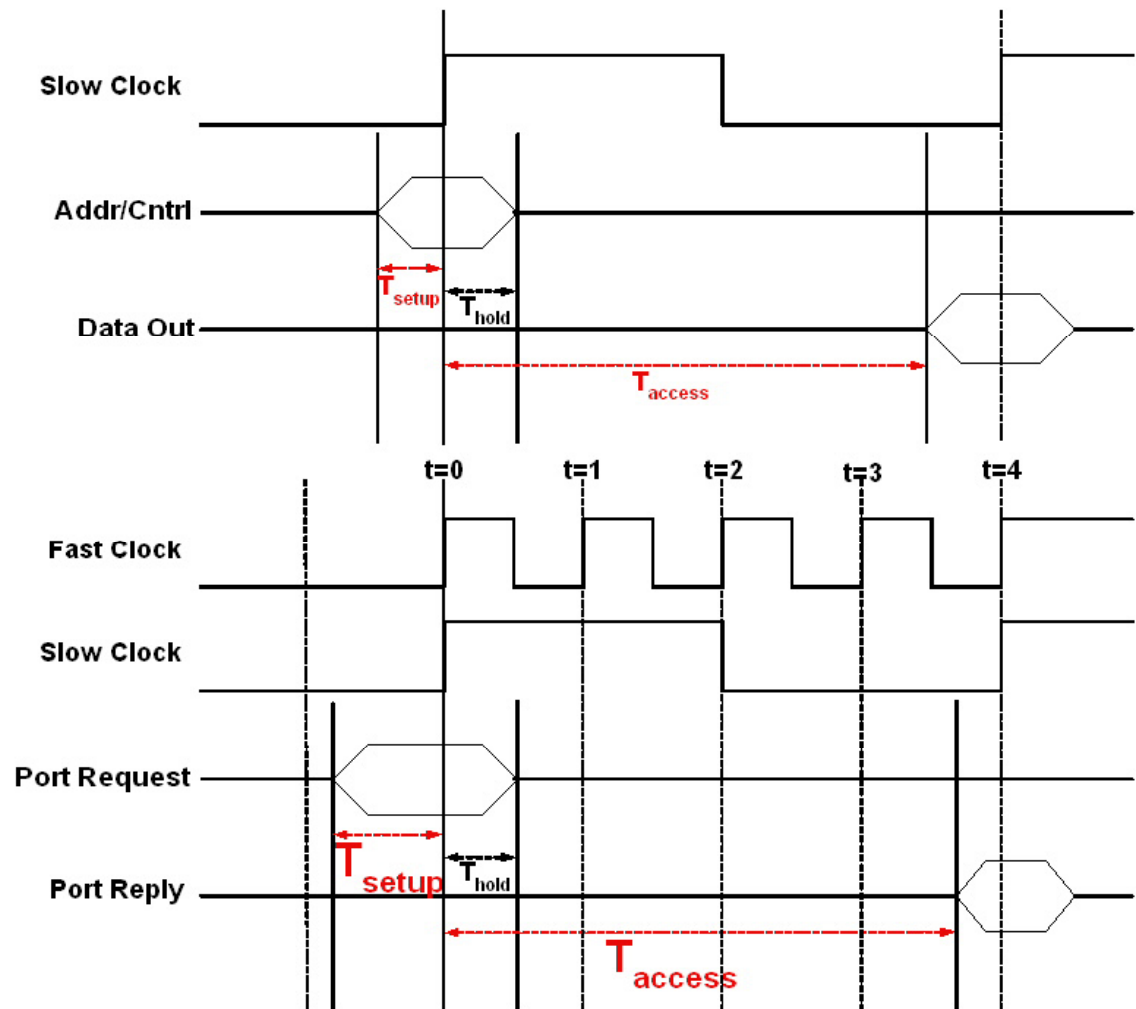 Slow Clock
Addr/Cntrl
Tsetup
Thold
Data Out
Taccess
t=0 t=1 t=2 t=3 t=4
Fast Clock
Slow Clock
Port Request
Tsetup
Thold
Port Reply
Taccess